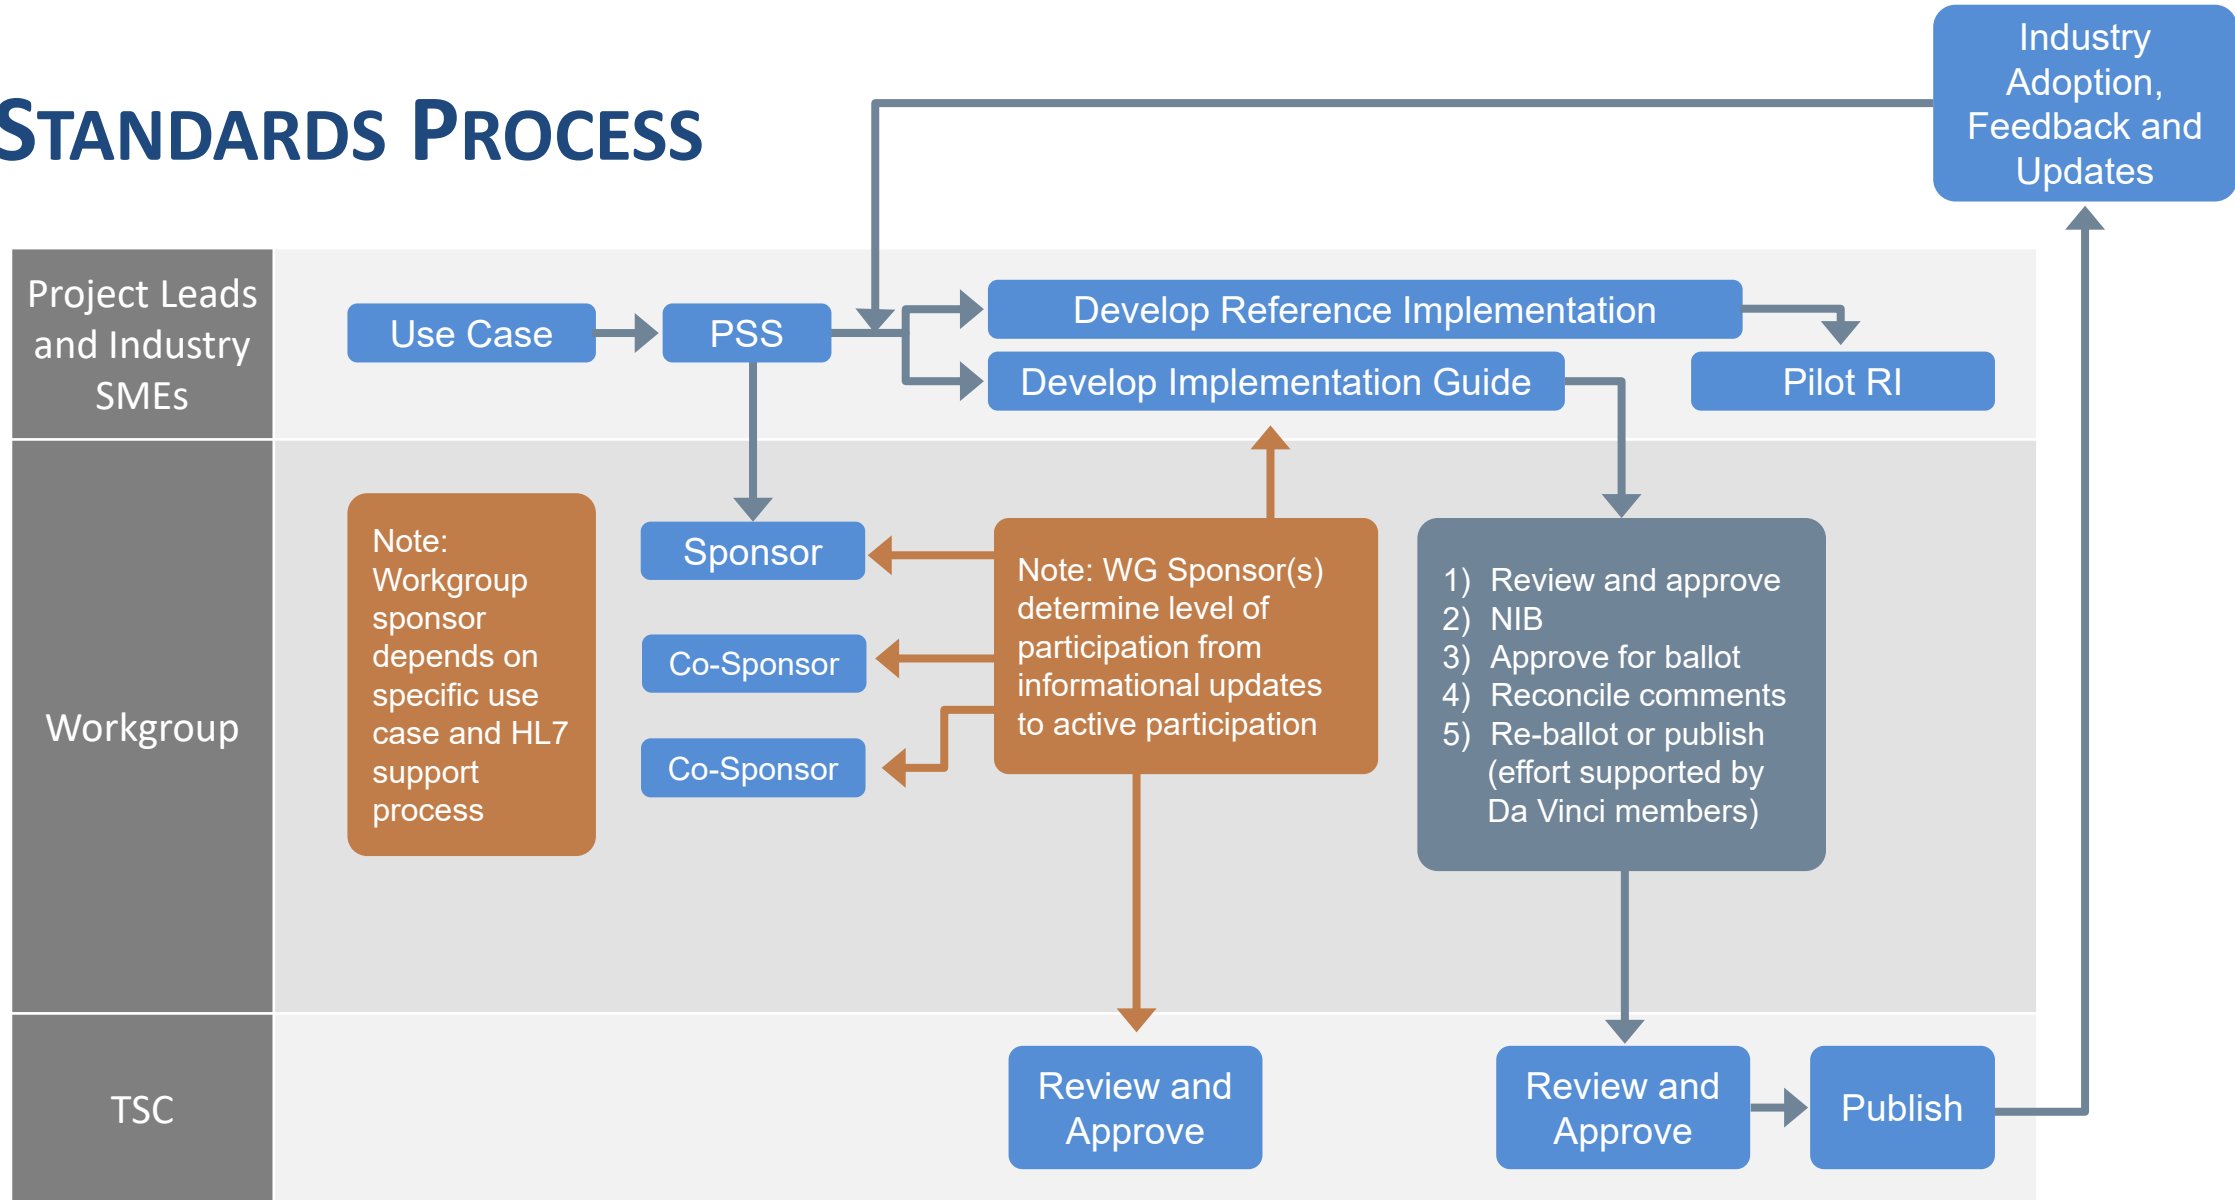 STANDARDS PROCESS
Industry
Adoption,
Feedback and
Updates
Project Leads
and Industry
SMEs
Use Case
PSS
Develop Reference Implementation
Develop Implementation Guide
Pilot RI
Workgroup
Note:
Workgroup
sponsor
depends on
specific use
case and HL7
support
process
Sponsor
Co-Sponsor
Co-Sponsor
Note: WG Sponsor(s)
determine level of
participation from
informational updates
to active participation
1) Review and approve
2) NIB
3) Approve for ballot
4) Reconcile comments
5) Re-ballot or publish
(effort supported by
Da Vinci members)
TSC
Review and
Approve
Review and
Approve
Publish